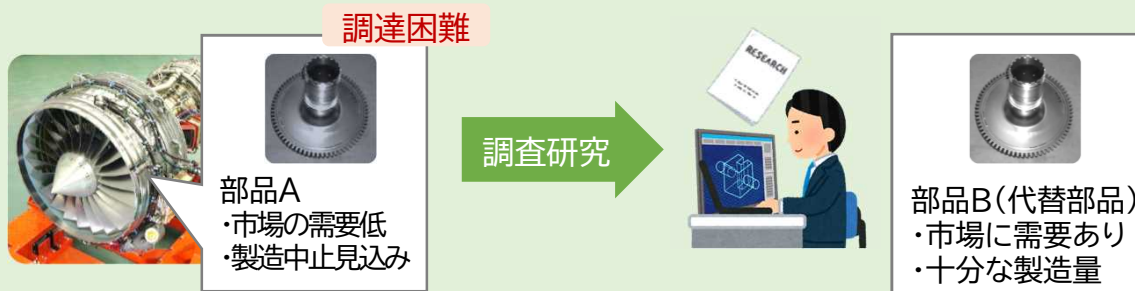 調達困難
部品A
・市場の需要低
・製造中止見込み
調査研究
RESEARCH
部品B(代替部品)
・市場に需要あり
・十分な製造量